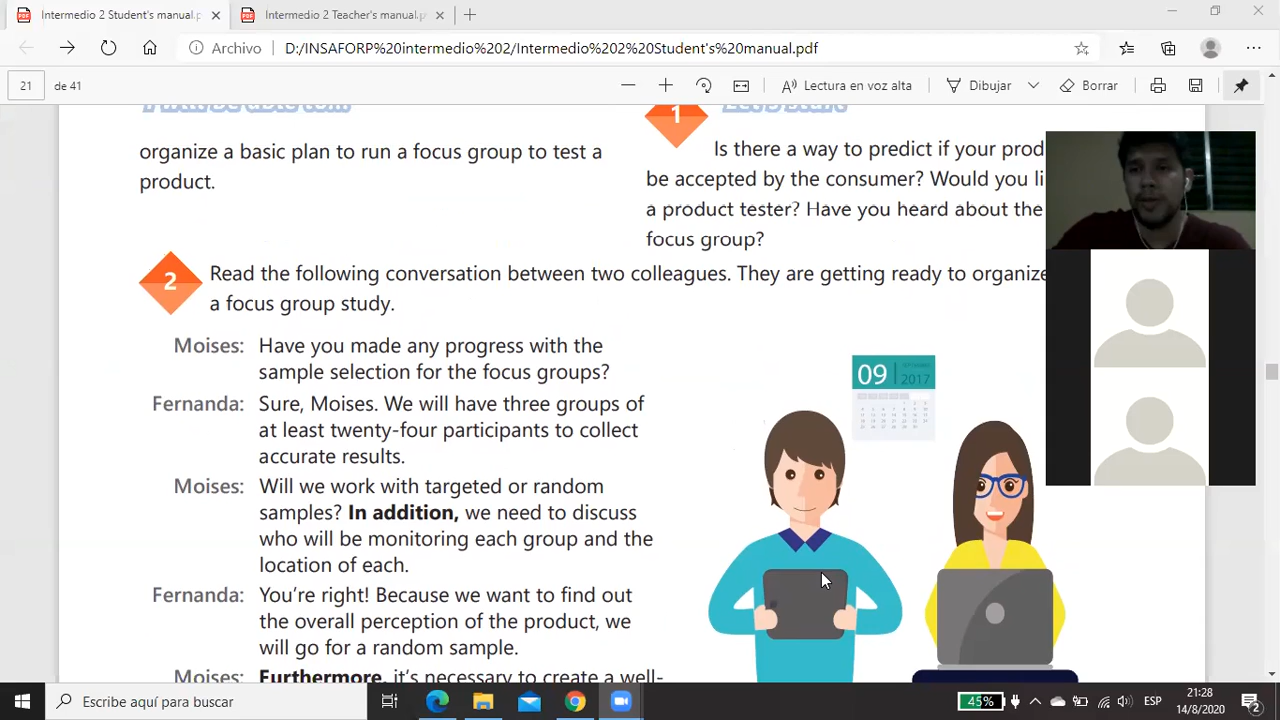 Intermedio 2 Student's manual.p
Intermedio 2 Teacher's manual.p
Archivo
D:/INSAFORP%20intermedio%202/Intermedio%202%20Student's%20manual.pdf
21
de 41
Lectura en voz alta
Dibujar
Borrar
1
organize a basic plan to run a focus group to test a
product.
Is there a way to predict if your prod
be accepted by the consumer? Would you li
a product tester? Have you heard about the
focus group?
2
Read the following conversation between two colleagues. They are getting ready to organize
a focus group study.
Moises: Have you made any progress with the
sample selection for the focus groups?
Fernanda: Sure, Moises. We will have three groups of
at least twenty-four participants to collect
accurate results.
Moises: Will we work with targeted or random
samples? In addition, we need to discuss
who will be monitoring each group and the
location of each.
Fernanda: You're right! Because we want to find out
the overall perception of the product, we
will go for a random sample.
Moises: Furthermore, it's necessary to create a well-
09
2017
Escribe aquí para buscar
45%
ESP
21:28
14/8/2020
2